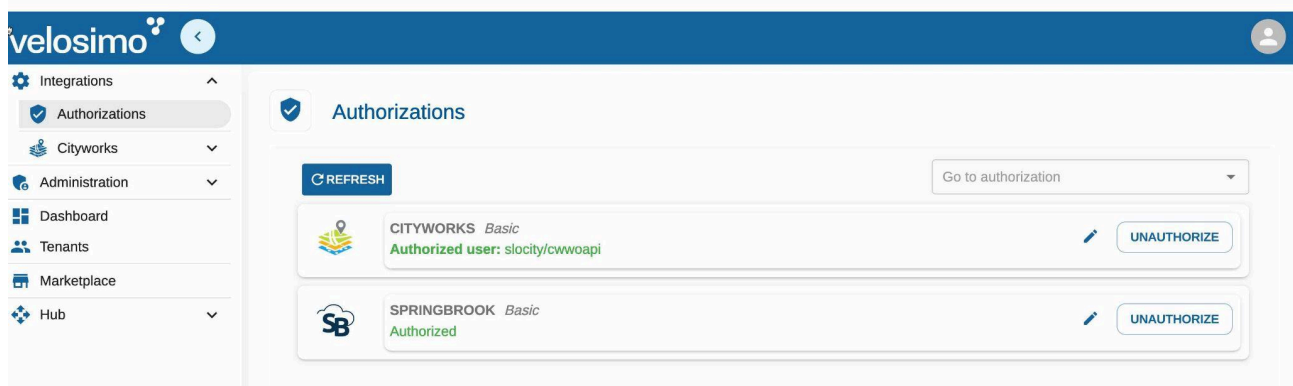 velosimo
Integrations
Authorizations
Cityworks
Administration
Dashboard
Tenants
Marketplace
Hub
Authorizations
REFRESH
Go to authorization
CITYWORKS Basic
Authorized user: slocity/cwwoapi
UNAUTHORIZE
SB
SPRINGBROOK Basic
Authorized
UNAUTHORIZE